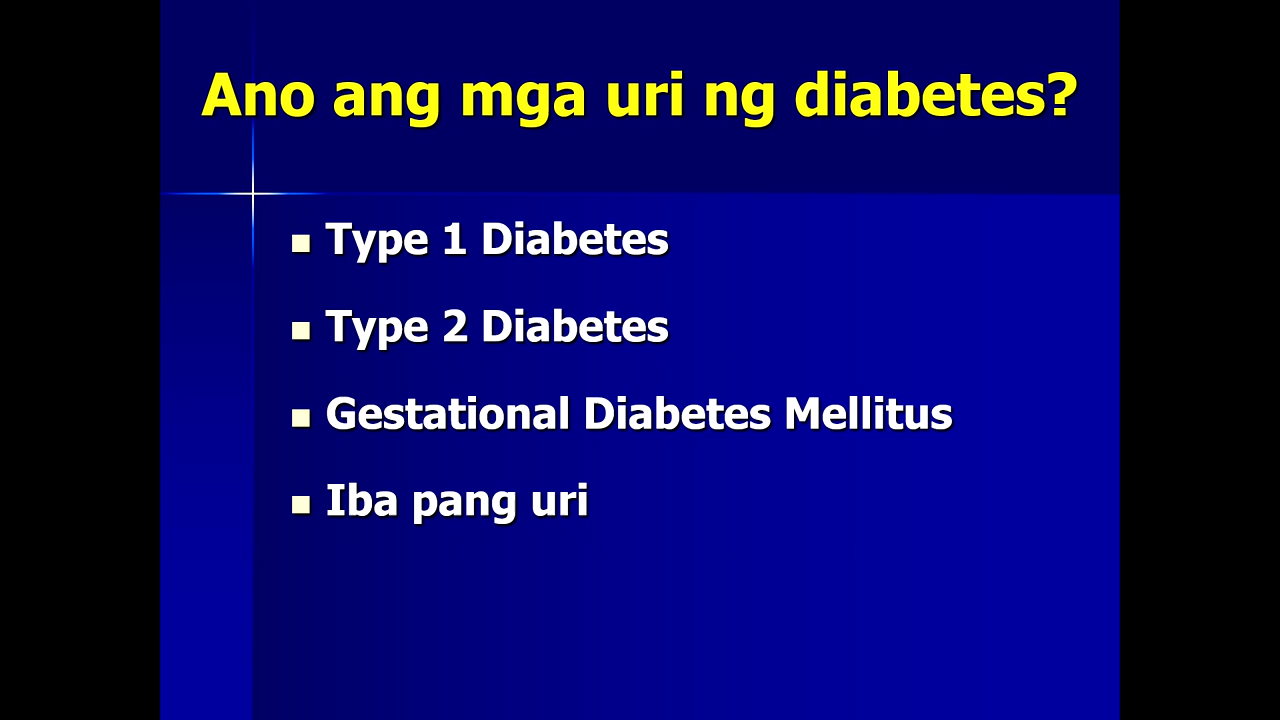 Ano ang mga uri ng diabetes?
Type 1 Diabetes
Type 2 Diabetes
Gestational Diabetes Mellitus
Iba pang uri